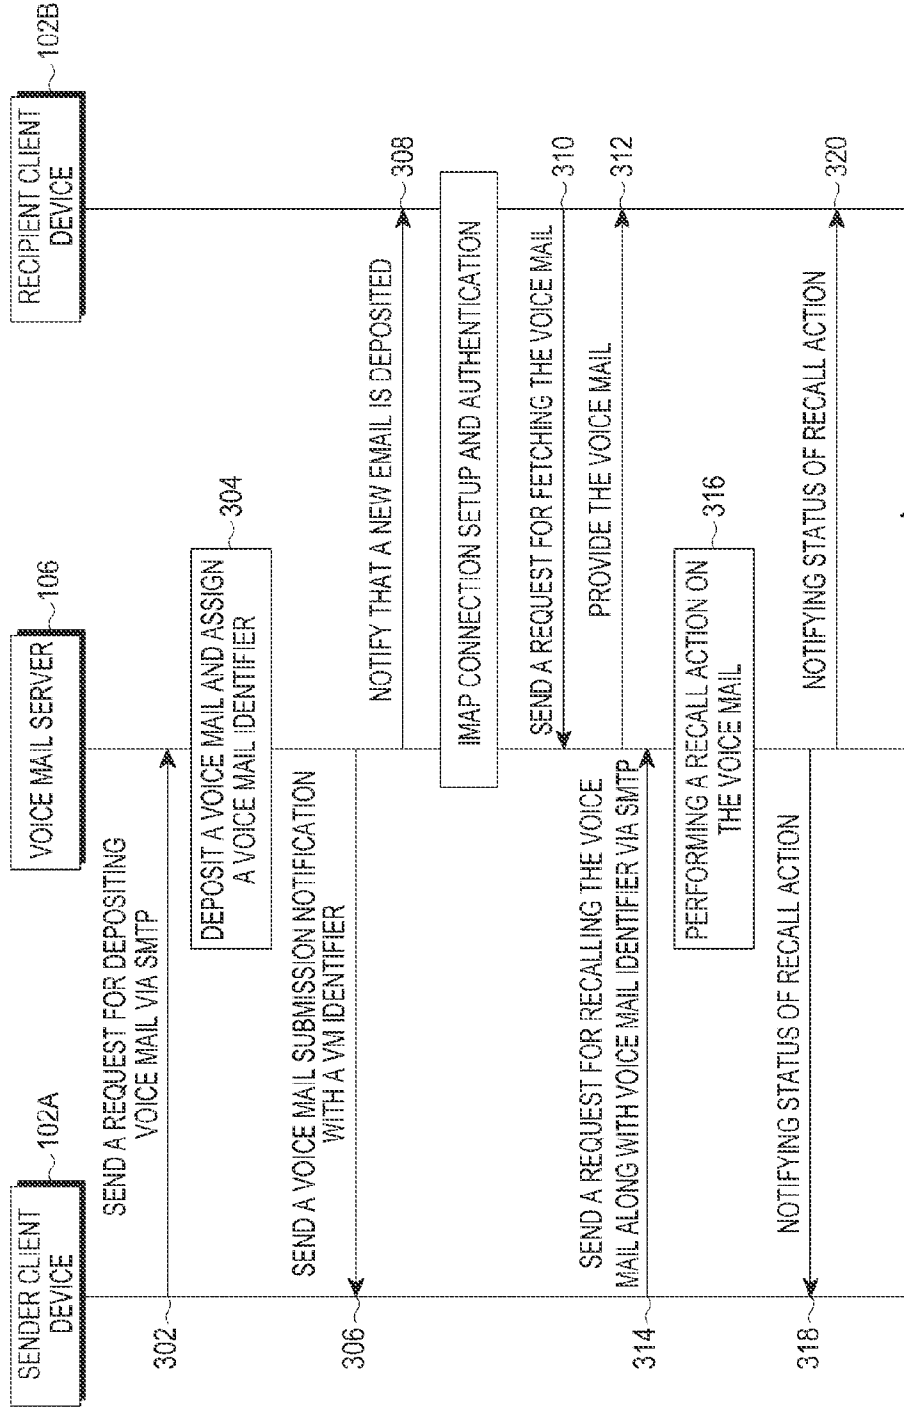 SENDER CLIENT
DEVICE
102A
VOICE MAIL SERVER
106
RECIPIENT CLIENT
DEVICE
102B
SEND A REQUEST FOR DEPOSITING
VOICE MAIL VIA SMTP
302
DEPOSIT A VOICE MAIL AND ASSIGN
A VOICE MAIL IDENTIFIER
304
SEND A VOICE MAIL SUBMISSION NOTIFICATION
WITH A VM IDENTIFIER
306
NOTIFY THAT A NEW EMAIL IS DEPOSITED
308
IMAP CONNECTION SETUP AND AUTHENTICATION
SEND A REQUEST FOR FETCHING THE VOICE MAIL
310
PROVIDE THE VOICE MAIL
312
SEND A REQUEST FOR RECALLING THE VOICE
MAIL ALONG WITH VOICE MAIL IDENTIFIER VIA SMTP
314
PERFORMING A RECALL ACTION ON
THE VOICE MAIL
316
NOTIFYING STATUS OF RECALL ACTION
318
NOTIFYING STATUS OF RECALL ACTION
320